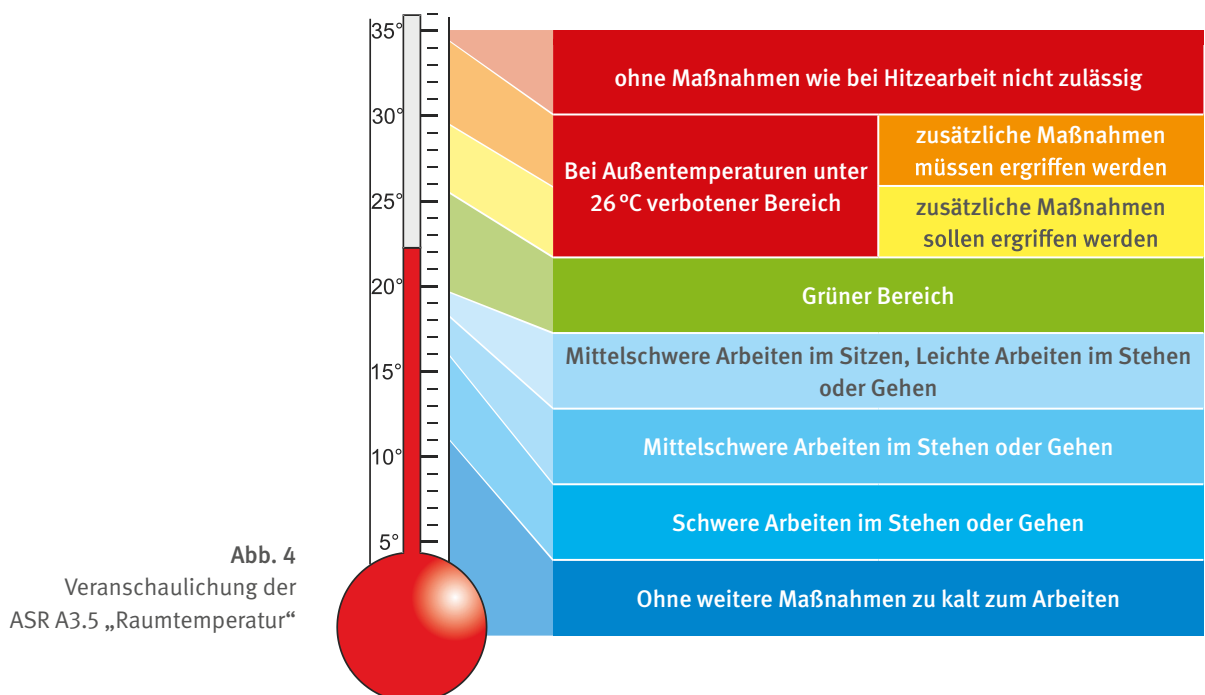 35°
30°
25°
20°
15°
10°
5°
ohne Maßnahmen wie bei Hitzearbeit nicht zulässig
Bei Außentemperaturen unter
26 °C verbotener Bereich
zusätzliche Maßnahmen
müssen ergriffen werden
zusätzliche Maßnahmen
sollen ergriffen werden
Grüner Bereich
Mittelschwere Arbeiten im Sitzen, Leichte Arbeiten im Stehen
oder Gehen
Mittelschwere Arbeiten im Stehen oder Gehen
Schwere Arbeiten im Stehen oder Gehen
Ohne weitere Maßnahmen zu kalt zum Arbeiten
Abb. 4
Veranschaulichung der
ASR A3.5 „Raumtemperatur“